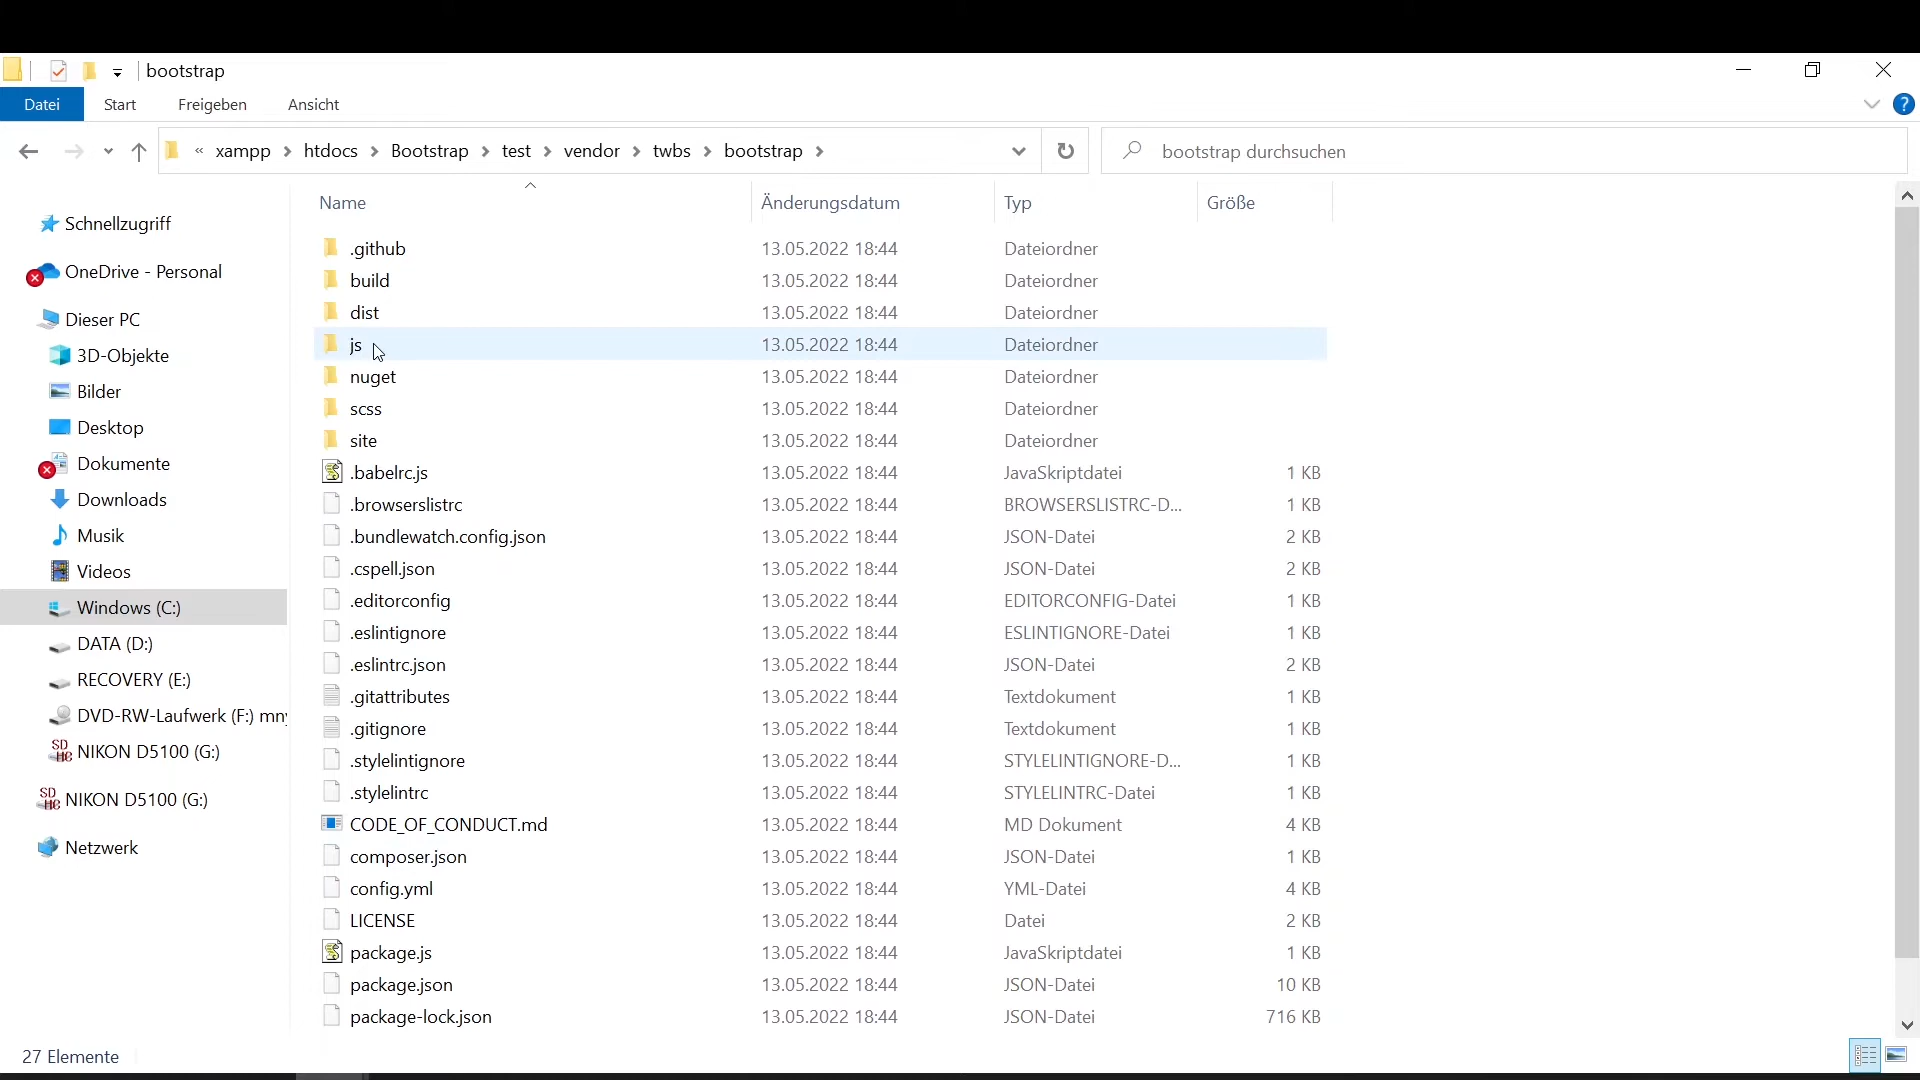 bootstrap
Datei Start Freigeben Ansicht
« xampp htdocs Bootstrap test vendor twbs bootstrap
bootstrap durchsuchen
Name Änderungsdatum Typ Größe
Schnellzugriff
OneDrive - Personal
Dieser PC
3D-Objekte
Bilder
Desktop
Dokumente
Downloads
Musik
Videos
Windows (C:)
DATA (D:)
RECOVERY (E:)
DVD-RW-Laufwerk (F:) mny
NIKON D5100 (G:)
NIKON D5100 (G:)
Netzwerk
.github 13.05.2022 18:44 Dateiordner
build 13.05.2022 18:44 Dateiordner
dist 13.05.2022 18:44 Dateiordner
js 13.05.2022 18:44 Dateiordner
nuget 13.05.2022 18:44 Dateiordner
scss 13.05.2022 18:44 Dateiordner
site 13.05.2022 18:44 Dateiordner
.babelrc.js 13.05.2022 18:44 JavaSkriptdatei 1 KB
.browserslistrc 13.05.2022 18:44 BROWSERSLISTRC-D... 1 KB
.bundlewatch.config.json 13.05.2022 18:44 JSON-Datei 2 KB
.cspell.json 13.05.2022 18:44 JSON-Datei 2 KB
.editorconfig 13.05.2022 18:44 EDITORCONFIG-Datei 1 KB
.eslintignore 13.05.2022 18:44 ESLINTIGNORE-Datei 1 KB
.eslintrc.json 13.05.2022 18:44 JSON-Datei 2 KB
.gitattributes 13.05.2022 18:44 Textdokument 1 KB
.gitignore 13.05.2022 18:44 Textdokument 1 KB
.stylelintignore 13.05.2022 18:44 STYLELINTIGNORE-D... 1 KB
.stylelintrc 13.05.2022 18:44 STYLELINTRC-Datei 1 KB
CODE_OF_CONDUCT.md 13.05.2022 18:44 MD Dokument 4 KB
composer.json 13.05.2022 18:44 JSON-Datei 1 KB
config.yml 13.05.2022 18:44 YML-Datei 4 KB
LICENSE 13.05.2022 18:44 Datei 2 KB
package.js 13.05.2022 18:44 JavaSkriptdatei 1 KB
package.json 13.05.2022 18:44 JSON-Datei 10 KB
package-lock.json 13.05.2022 18:44 JSON-Datei 716 KB
27 Elemente